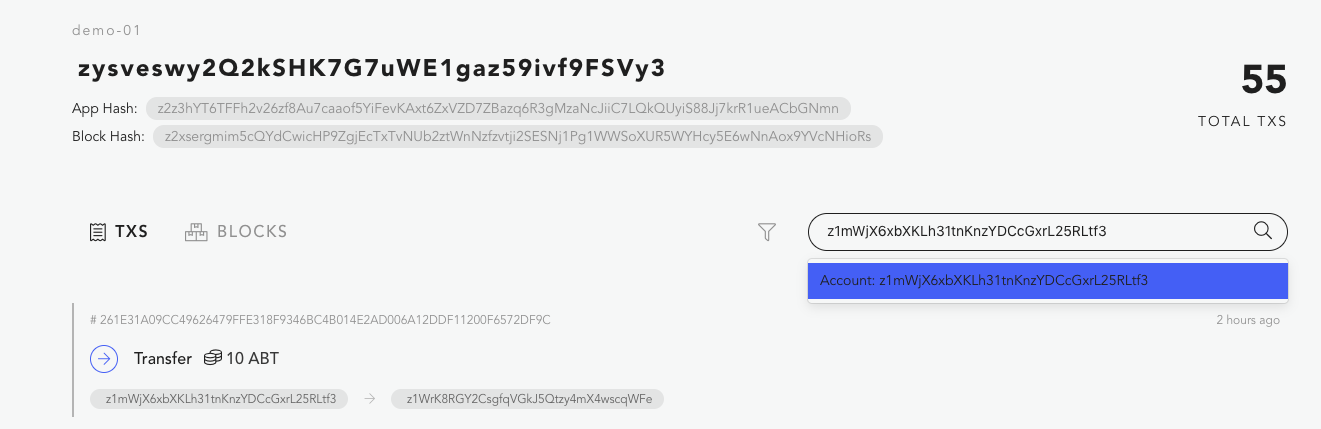 demo-01
zysveswy2Q2kSHK7G7uWE1gaz59ivf9FSVy3
55
App Hash: z2z3hYT6TFFh2v26zf8Au7caaof5YiFevKAxt6ZxVZD7ZBazq6R3gMzaNcJiiC7LQkQUyiS88Jj7krR1ueACbGNmn
TOTAL TXS
Block Hash: z2xsergmim5cQYdCwicHP9ZgjEcTxTvNUb2ztWnNzfzvtji2SESNj1Pg1WWSoXUR5WYHcy5E6wNnAox9YVcNHioRs
TXS BLOCKS z1mWjX6xbXKLh31tnKnzYDCcGxrL25RLtf3
Account: z1mWjX6xbXKLh31tnKnzYDCcGxrL25RLtf3
# 261E31A09CC49626479FFE318F9346BC4B014E2AD006A12DDF11200F6572DF9C 2 hours ago
Transfer 10 ABT
z1mWjX6xbXKLh31tnKnzYDCcGxrL25RLtf3 → z1WrK8RGY2CsgfqVGkJ5Qtzy4mX4wscqWFe